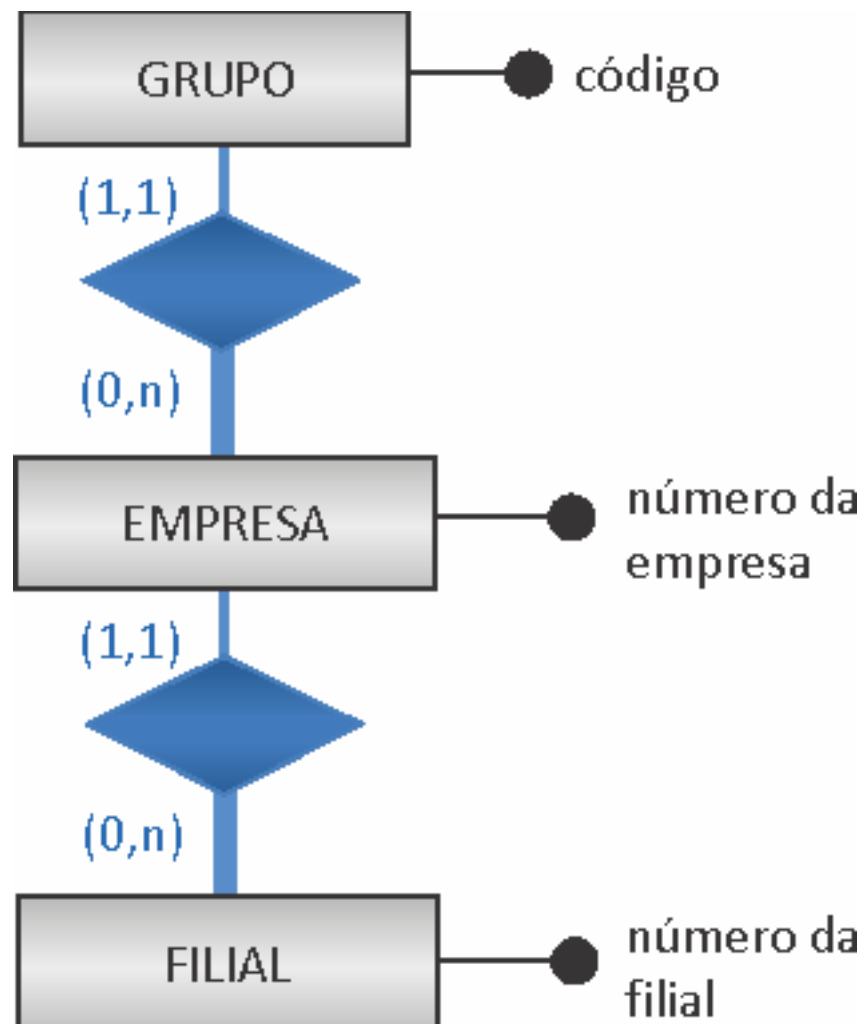 GRUPO
código
(1,1)
(0,n)
EMPRESA
número da
empresa
(1,1)
(0,n)
FILIAL
número da
filial